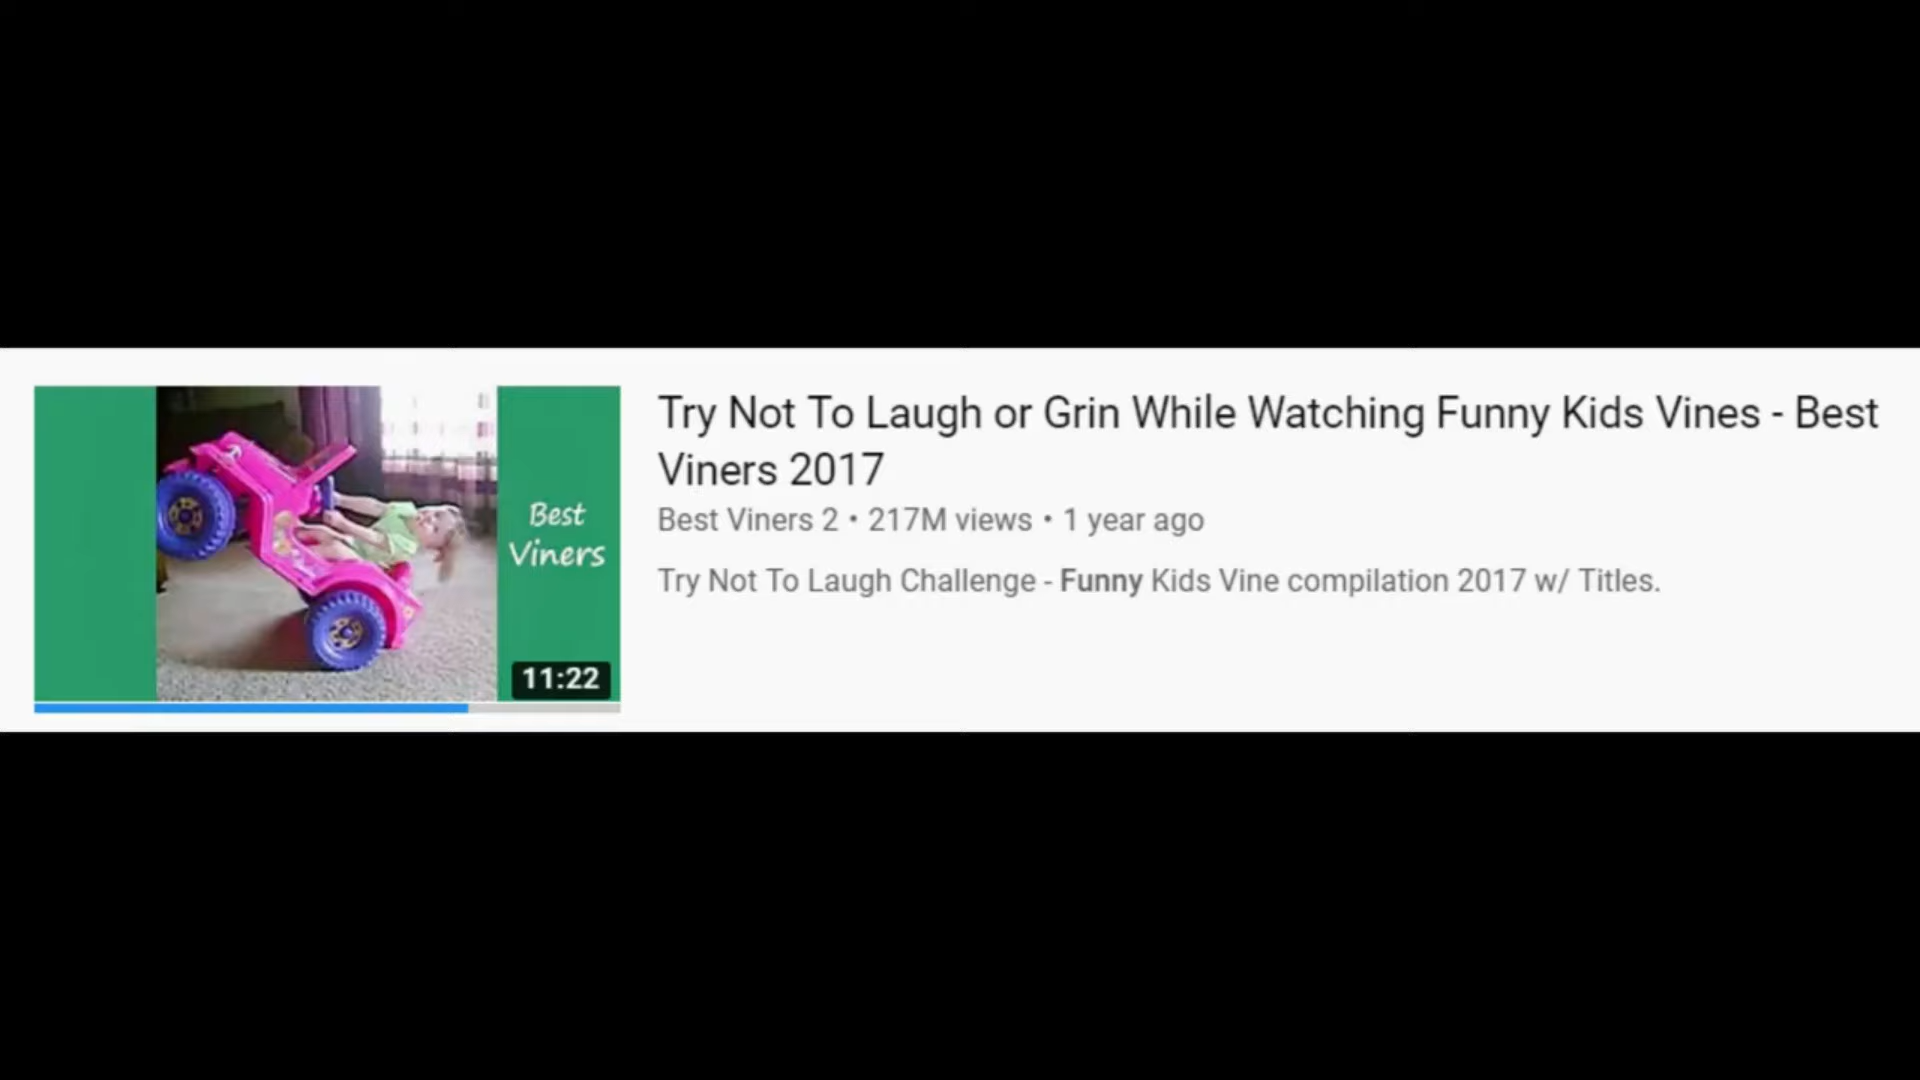 Try Not To Laugh or Grin While Watching Funny Kids Vines - Best
Viners 2017
Best Viners 2 • 217M views • 1 year ago
Try Not To Laugh Challenge - Funny Kids Vine compilation 2017 w/ Titles.
Best
Viners
11:22